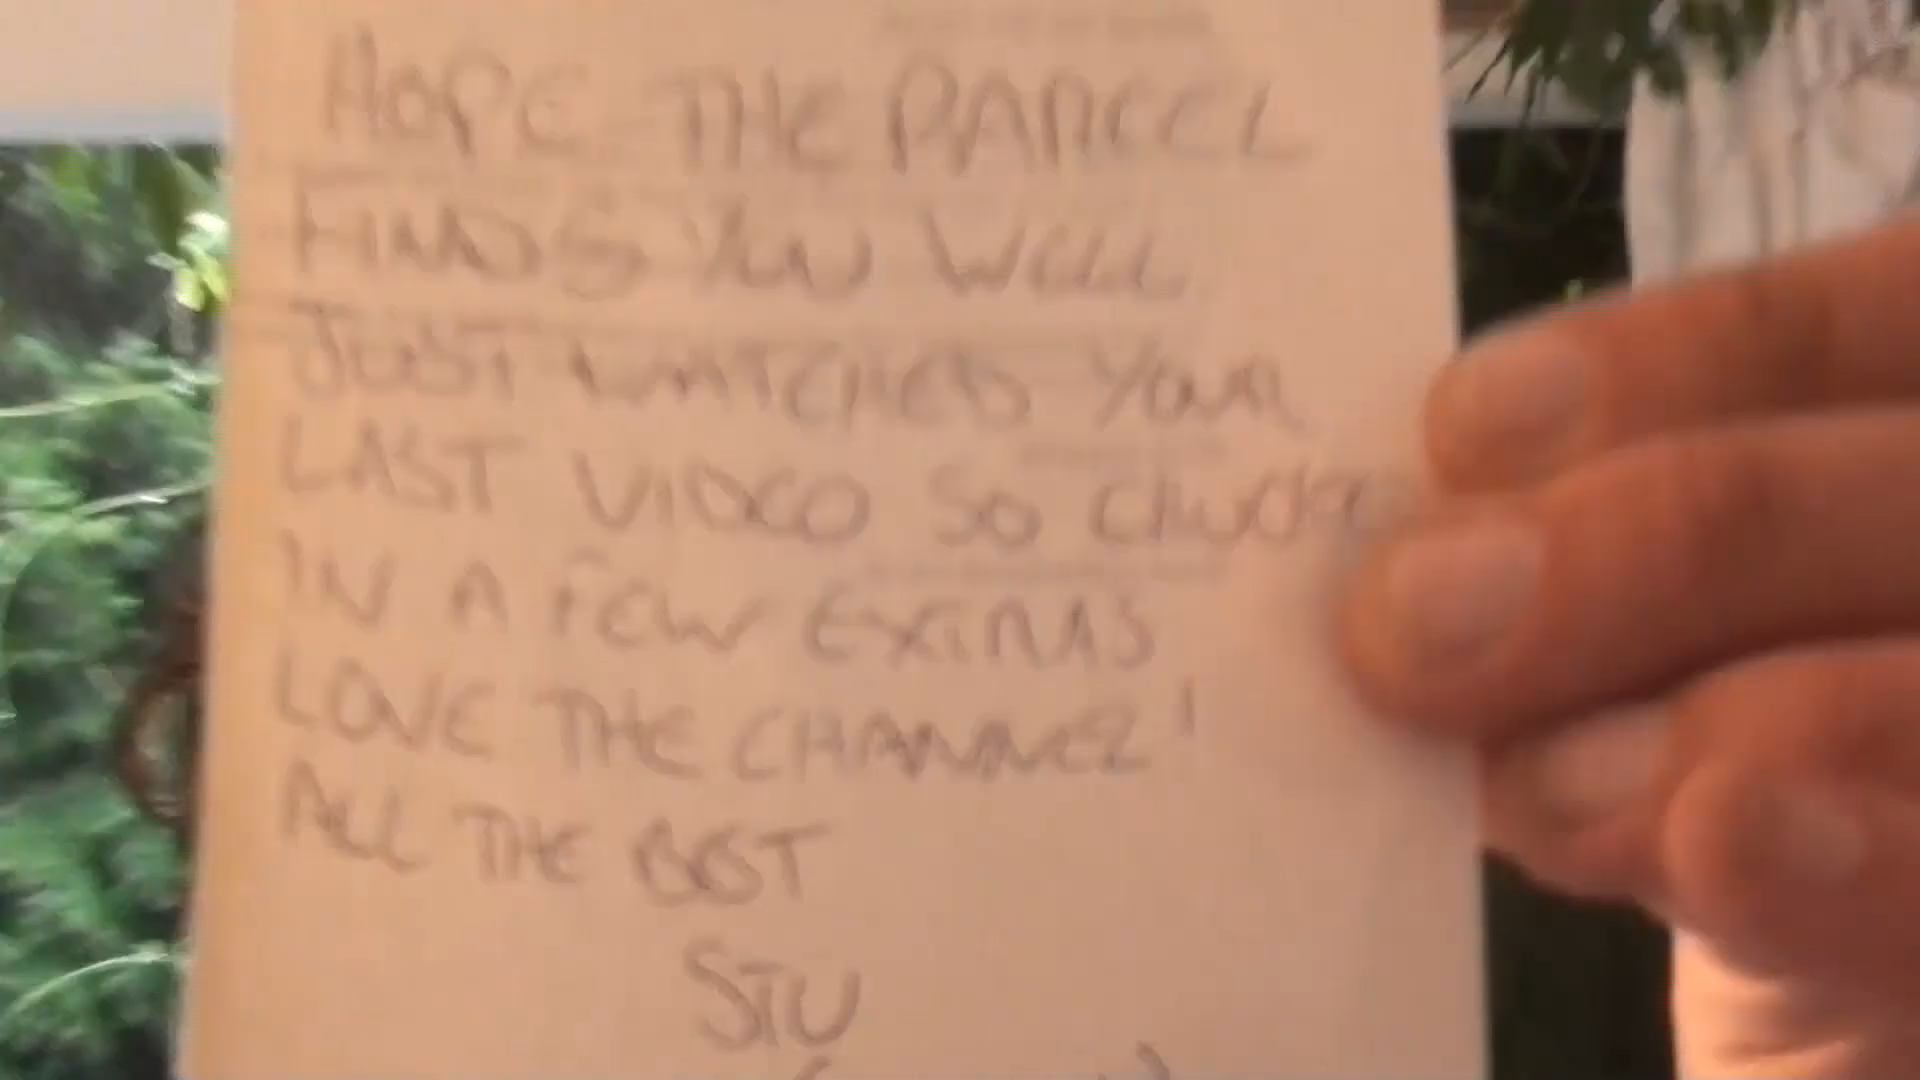 HOPE THE PARCEL
FINDS YOU WELL
JUST WATCHED YOUR
LAST VIDEO SO
IN A FEW EXTRAS
LOVE THE CHANNEL!
ALL THE BEST
STU